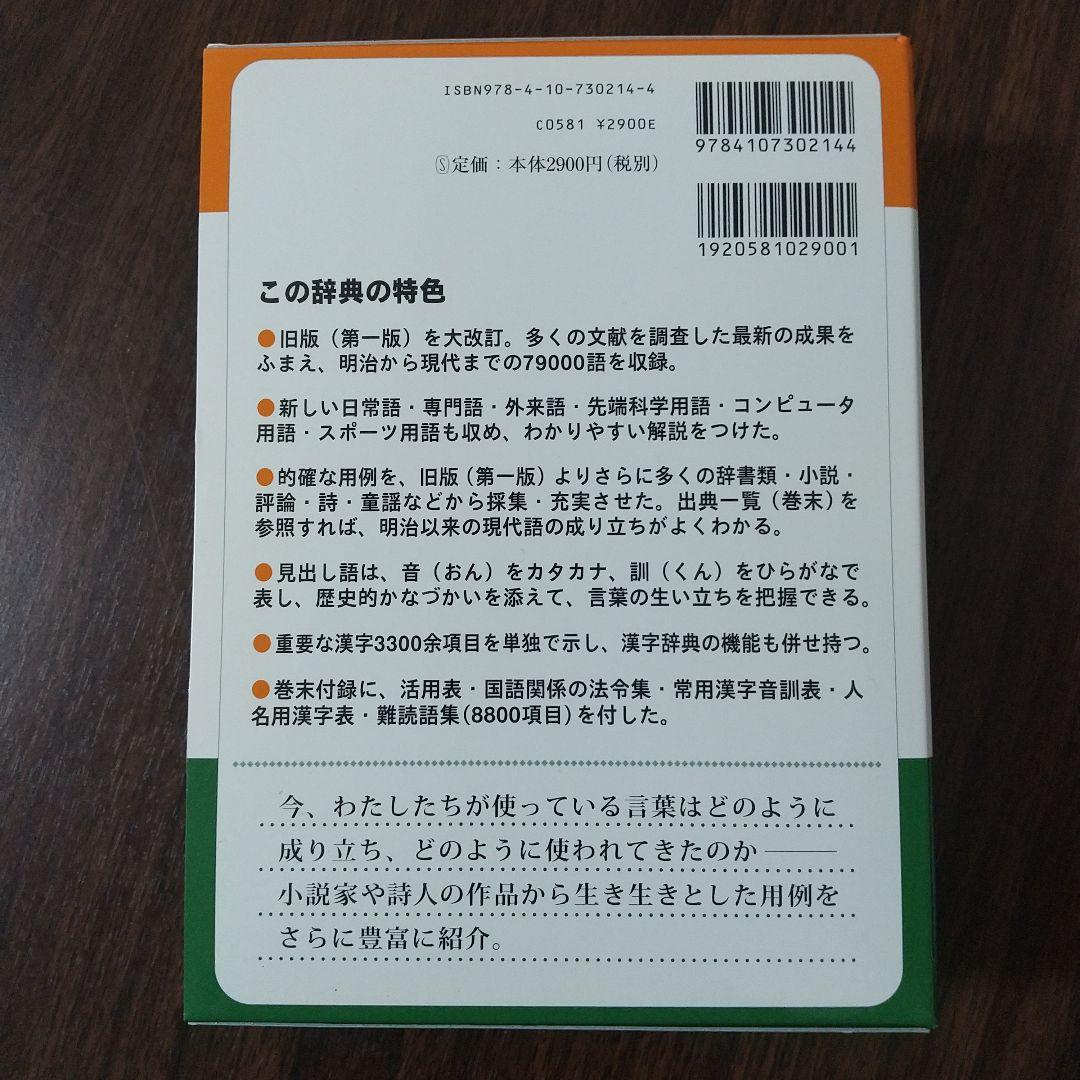 ISBN978-4-10-730214-4
C0581 ¥2900E
Ⓢ定価：本体2900円(税別)
9784107302144
1920581029001
この辞典の特色
●旧版（第一版）を大改訂。多くの文献を調査した最新の成果を
ふまえ、明治から現代までの79000語を収録。
●新しい日常語・専門語・外来語・先端科学用語・コンピュータ
用語・スポーツ用語も収め、わかりやすい解説をつけた。
●的確な用例を、旧版（第一版）よりさらに多くの辞書類・小説・
評論・詩・童謡などから採集・充実させた。出典一覧（巻末）を
参照すれば、明治以来の現代語の成り立ちがよくわかる。
●見出し語は、音（おん）をカタカナ、訓（くん）をひらがなで
表し、歴史的かなづかいを添えて、言葉の生い立ちを把握できる。
●重要な漢字3300余項目を単独で示し、漢字辞典の機能も併せ持つ。
●巻末付録に、活用表・国語関係の法令集・常用漢字音訓表・人
名用漢字表・難読語集(8800項目)を付した。
今、わたしたちが使っている言葉はどのように
成り立ち、どのように使われてきたのか――
小説家や詩人の作品から生き生きとした用例を
さらに豊富に紹介。